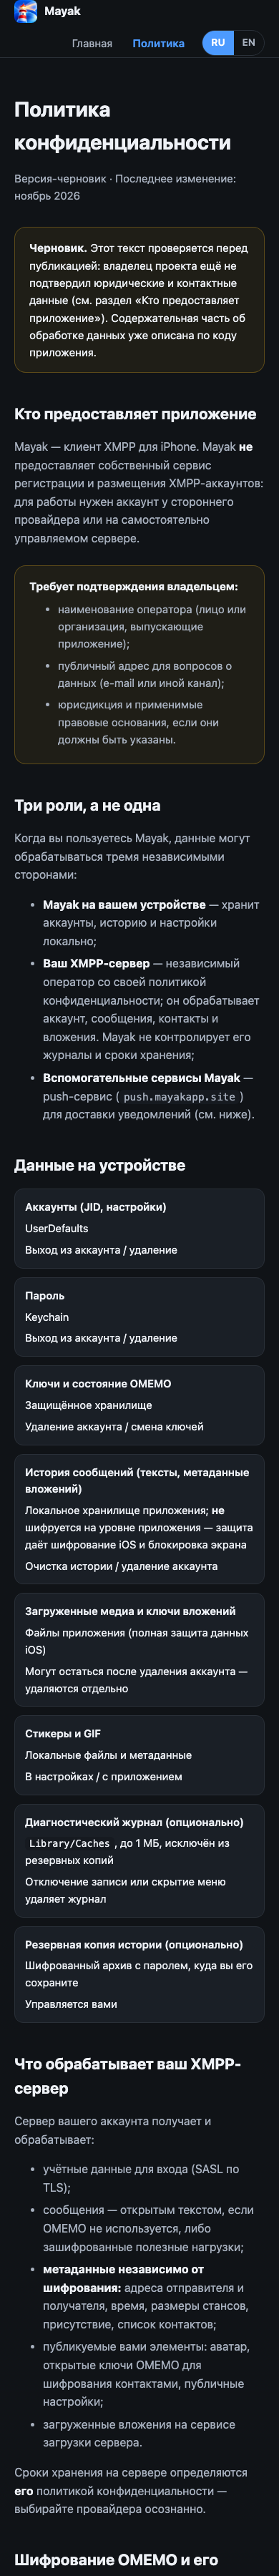 Mayak
Главная
Политика
RU
EN
Политика
конфиденциальности
Версия-черновик · Последнее изменение:
ноябрь 2026
Черновик. Этот текст проверяется перед
публикацией: владелец проекта ещё не
подтвердил юридические и контактные
данные (см. раздел «Кто предоставляет
приложение»). Содержательная часть об
обработке данных уже описана по коду
приложения.
Кто предоставляет приложение
Mayak — клиент XMPP для iPhone. Mayak не
предоставляет собственный сервис
регистрации и размещения XMPP-аккаунтов:
для работы нужен аккаунт у стороннего
провайдера или на самостоятельно
управляемом сервере.
Требует подтверждения владельцем:
• наименование оператора (лицо или
организация, выпускающие
приложение);
• публичный адрес для вопросов о
данных (e-mail или иной канал);
• юрисдикция и применимые
правовые основания, если они
должны быть указаны.
Три роли, а не одна
Когда вы пользуетесь Mayak, данные могут
обрабатываться тремя независимыми
сторонами:
• Mayak на вашем устройстве — хранит
аккаунты, историю и настройки
локально;
• Ваш XMPP-сервер — независимый
оператор со своей политикой
конфиденциальности; он обрабатывает
аккаунт, сообщения, контакты и
вложения. Mayak не контролирует его
журналы и сроки хранения;
• Вспомогательные сервисы Mayak —
push-сервис ( push.mayakapp.site )
для доставки уведомлений (см. ниже).
Данные на устройстве
Аккаунты (JID, настройки)
UserDefaults
Выход из аккаунта / удаление
Пароль
Keychain
Выход из аккаунта / удаление
Ключи и состояние OMEMO
Защищённое хранилище
Удаление аккаунта / смена ключей
История сообщений (тексты, метаданные
вложений)
Локальное хранилище приложения; не
шифруется на уровне приложения — защита
даёт шифрование iOS и блокировка экрана
Очистка истории / удаление аккаунта
Загруженные медиа и ключи вложений
Файлы приложения (полная защита данных
iOS)
Могут остаться после удаления аккаунта —
удаляются отдельно
Стикеры и GIF
Локальные файлы и метаданные
В настройках / с приложением
Диагностический журнал (опционально)
Library/Caches , до 1 МБ, исключён из
резервных копий
Отключение записи или скрытие меню
удаляет журнал
Резервная копия истории (опционально)
Шифрованный архив с паролем, куда вы его
сохраните
Управляется вами
Что обрабатывает ваш XMPP-
сервер
Сервер вашего аккаунта получает и
обрабатывает:
• учётные данные для входа (SASL по
TLS);
• сообщения — открытым текстом, если
OMEMO не используется, либо
зашифрованные полезные нагрузки;
• метаданные независимо от
шифрования: адреса отправителя и
получателя, время, размеры стансов,
присутствие, список контактов;
• публикуемые вами элементы: аватар,
открытые ключи OMEMO для
шифрования контактами, публичные
настройки;
• загруженные вложения на сервисе
загрузки сервера.
Сроки хранения на сервере определяются
его политикой конфиденциальности —
выбирайте провайдера осознанно.
Шифрование OMEMO и его